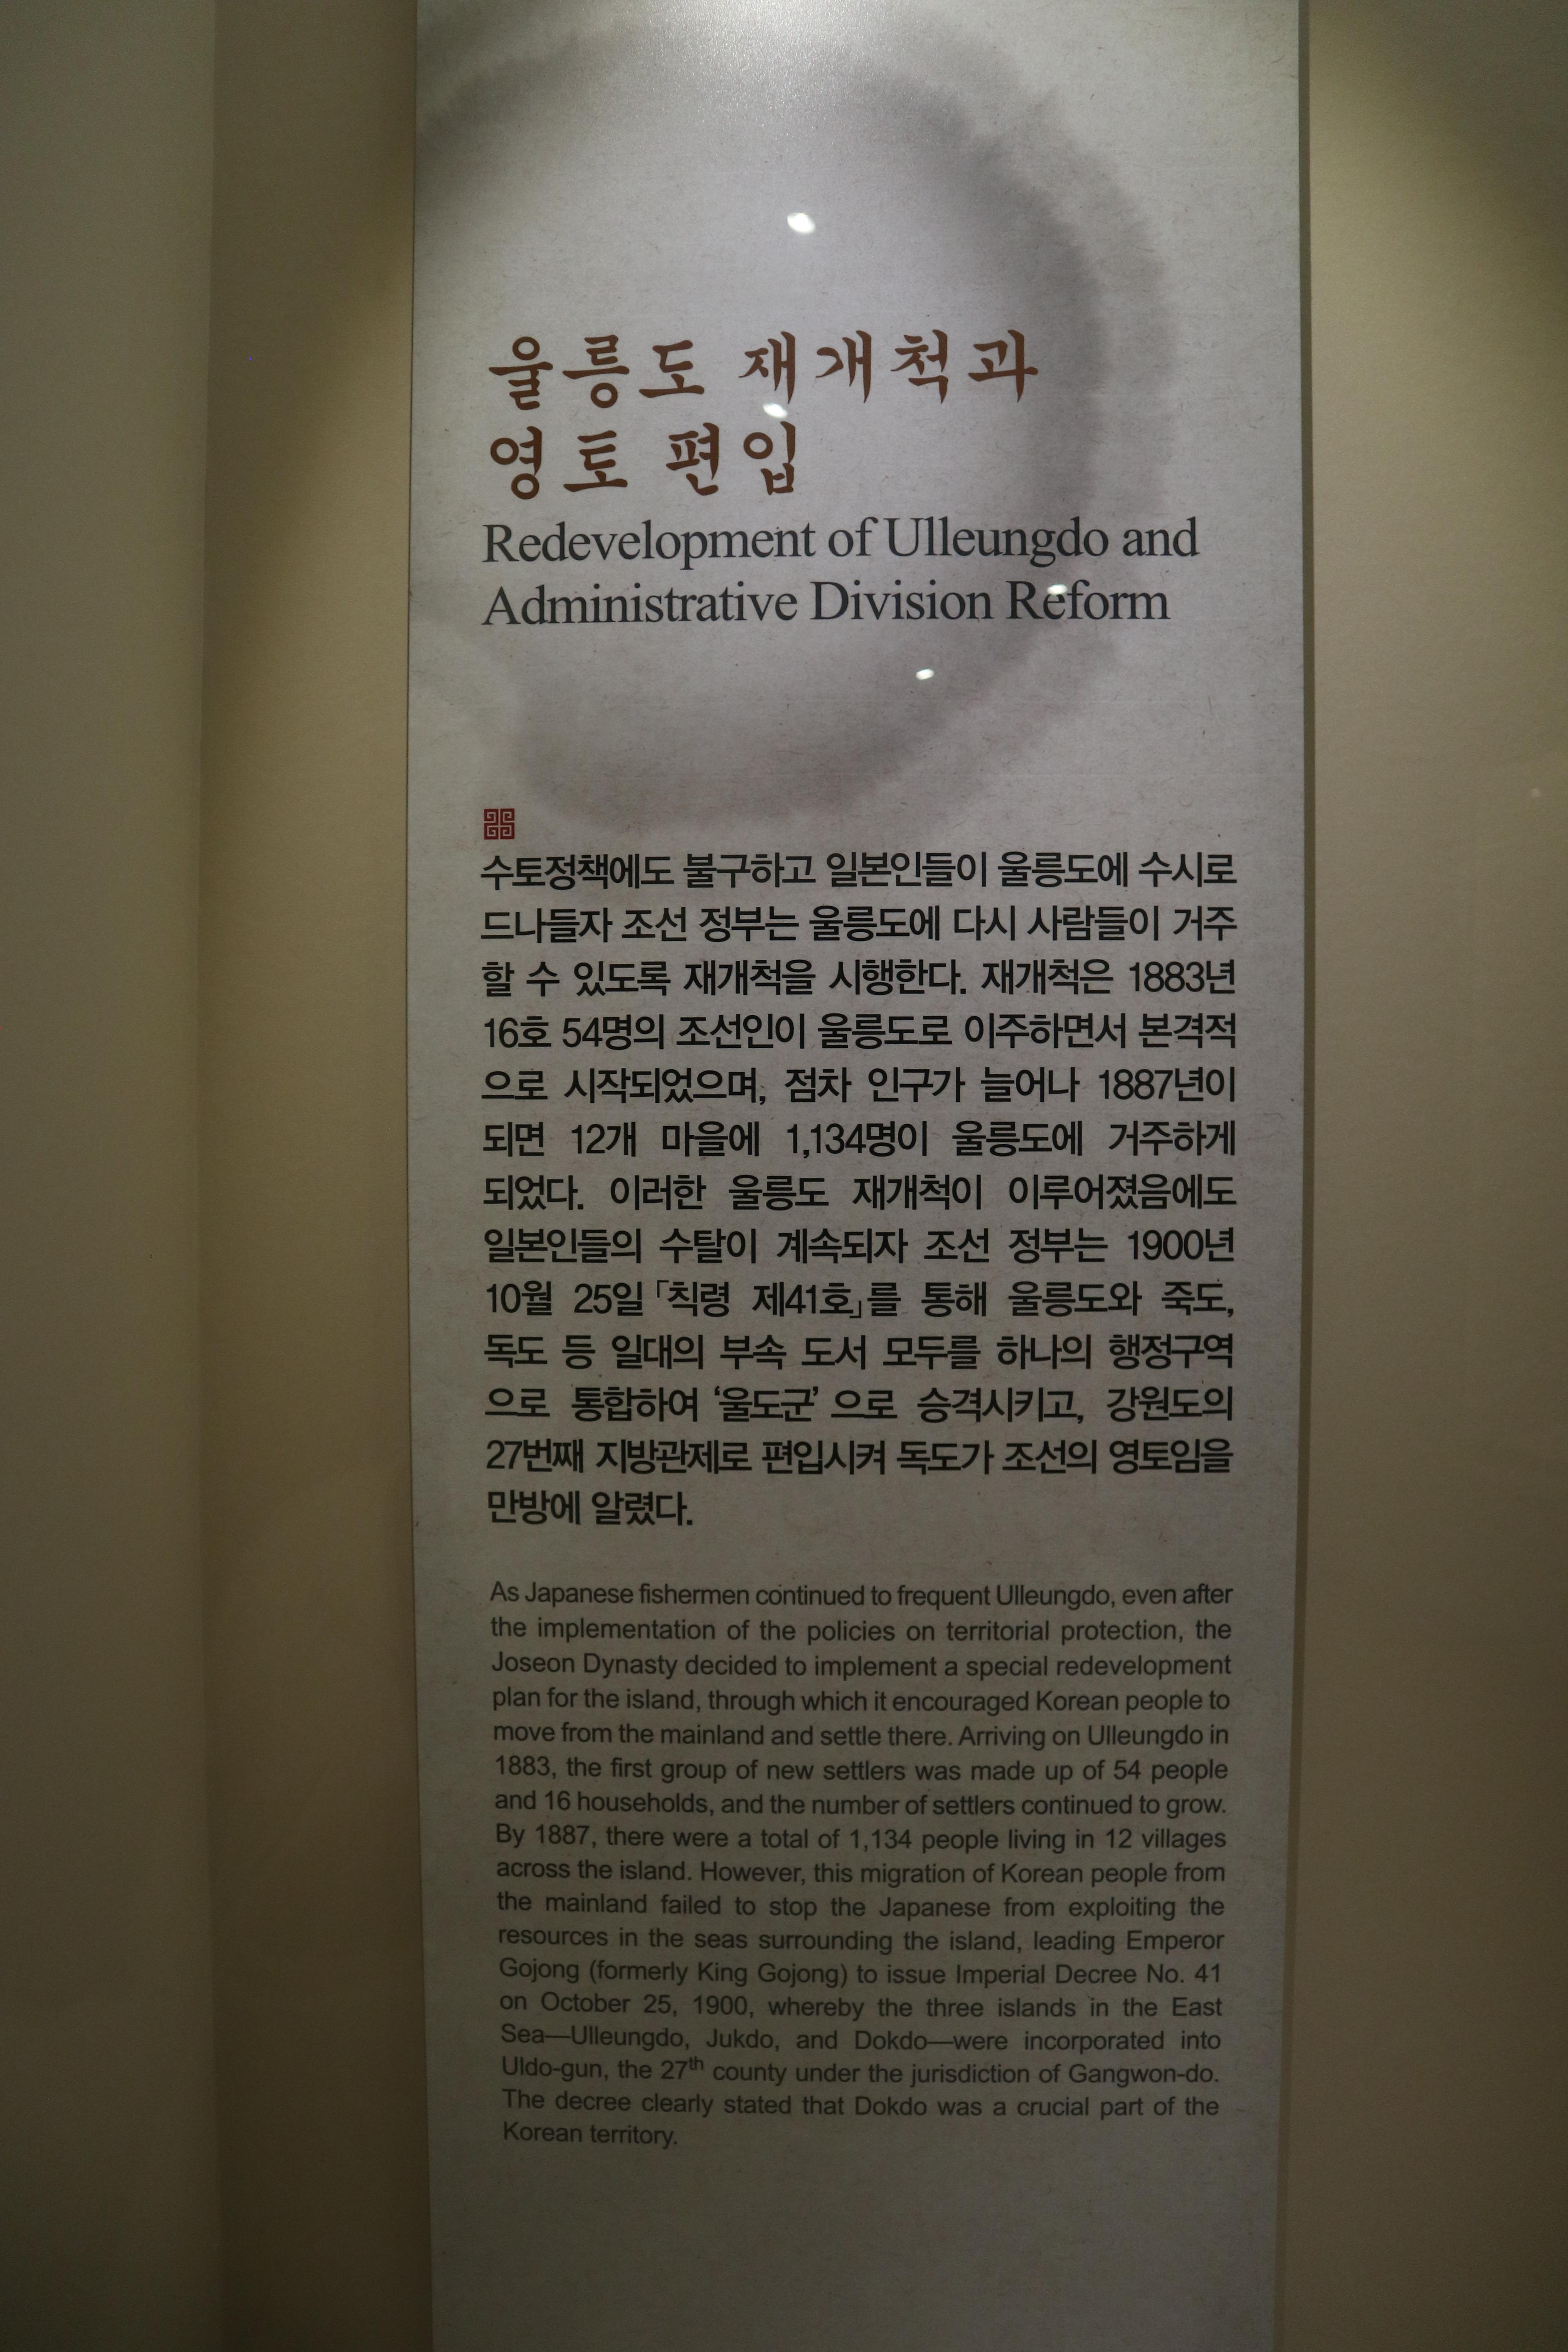 울릉도 재개척과
영토 편입
Redevelopment of Ulleungdo and
Administrative Division Reform
수토정책에도 불구하고 일본인들이 울릉도에 수시로
드나들자 조선 정부는 울릉도에 다시 사람들이 거주
할 수 있도록 재개척을 시행한다. 재개척은 1883년
16호 54명의 조선인이 울릉도로 이주하면서 본격적
으로 시작되었으며, 점차 인구가 늘어나 1887년이
되면 12개 마을에 1,134명이 울릉도에 거주하게
되었다. 이러한 울릉도 재개척이 이루어졌음에도
일본인들의 수탈이 계속되자 조선 정부는 1900년
10월 25일「칙령 제41호」를 통해 울릉도와 죽도,
독도 등 일대의 부속 도서 모두를 하나의 행정구역
으로 통합하여 ‘울도군’ 으로 승격시키고, 강원도의
27번째 지방관제로 편입시켜 독도가 조선의 영토임을
만방에 알렸다.
As Japanese fishermen continued to frequent Ulleungdo, even after
the implementation of the policies on territorial protection, the
Joseon Dynasty decided to implement a special redevelopment
plan for the island, through which it encouraged Korean people to
move from the mainland and settle there. Arriving on Ulleungdo in
1883, the first group of new settlers was made up of 54 people
and 16 households, and the number of settlers continued to grow.
By 1887, there were a total of 1,134 people living in 12 villages
across the island. However, this migration of Korean people from
the mainland failed to stop the Japanese from exploiting the
resources in the seas surrounding the island, leading Emperor
Gojong (formerly King Gojong) to issue Imperial Decree No. 41
on October 25, 1900, whereby the three islands in the East
Sea—Ulleungdo, Jukdo, and Dokdo—were incorporated into
Uldo-gun, the 27th county under the jurisdiction of Gangwon-do.
The decree clearly stated that Dokdo was a crucial part of the
Korean territory.